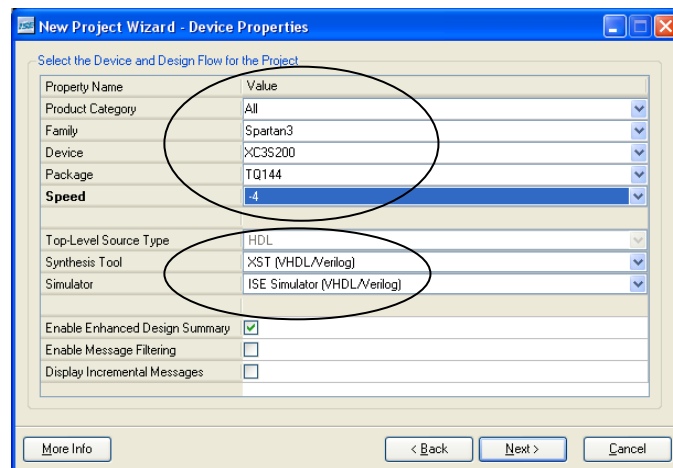 ISE New Project Wizard - Device Properties
Select the Device and Design Flow for the Project
Property Name Value
Product Category All
Family Spartan3
Device XC3S200
Package TQ144
Speed -4
Top-Level Source Type HDL
Synthesis Tool XST (VHDL/Verilog)
Simulator ISE Simulator (VHDL/Verilog)
Enable Enhanced Design Summary
Enable Message Filtering
Display Incremental Messages
More Info < Back Next > Cancel